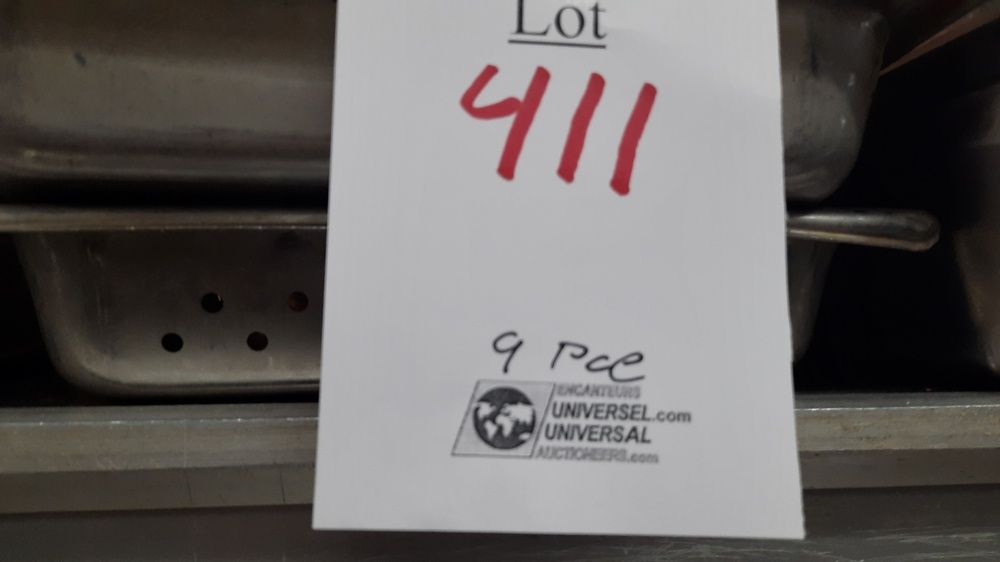 Lot
411
9 Pce
ENCANTEURS
UNIVERSEL.com
UNIVERSAL
AUCTIONEERS.com